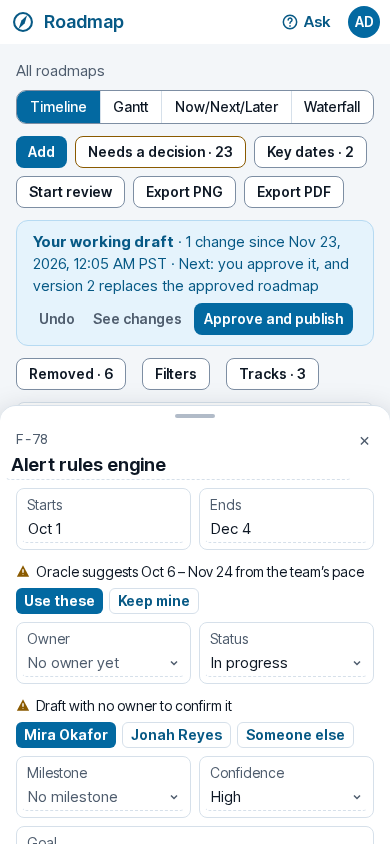 Roadmap
Ask
AD
All roadmaps
Timeline
Gantt
Now/Next/Later
Waterfall
Add
Needs a decision · 23
Key dates · 2
Start review
Export PNG
Export PDF
Your working draft · 1 change since Nov 23,
2026, 12:05 AM PST · Next: you approve it, and
version 2 replaces the approved roadmap
Undo
See changes
Approve and publish
Removed · 6
Filters
Tracks · 3
F-78
Alert rules engine
Starts
Oct 1
Ends
Dec 4
Oracle suggests Oct 6 – Nov 24 from the team's pace
Use these
Keep mine
Owner
No owner yet
Status
In progress
Draft with no owner to confirm it
Mira Okafor
Jonah Reyes
Someone else
Milestone
No milestone
Confidence
High
Goal